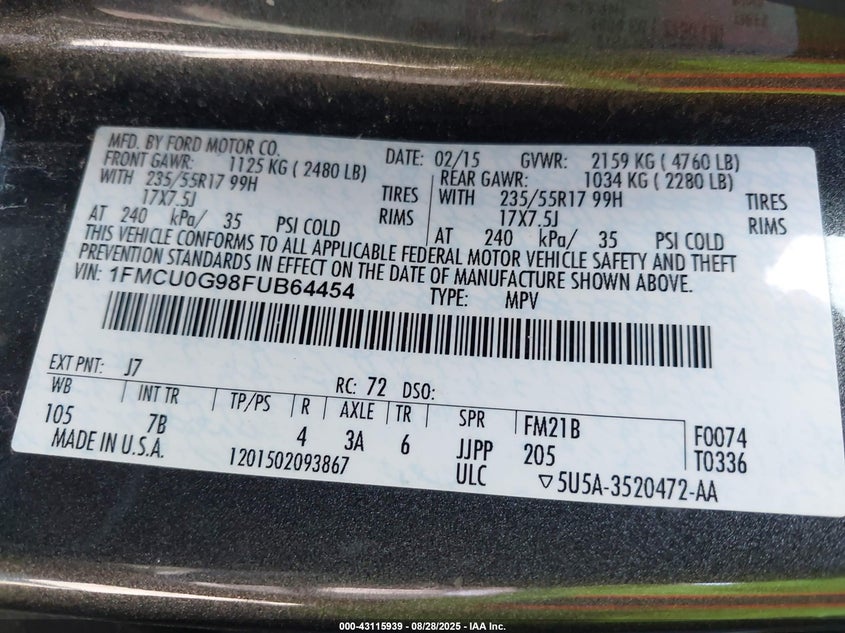 MFD. BY FORD MOTOR CO.
DATE: 02/15 GVWR: 2159 KG ( 4760 LB)
FRONT GAWR: 1125 KG ( 2480 LB)
REAR GAWR: 1034 KG ( 2280 LB)
WITH 235/55R17 99H TIRES
WITH 235/55R17 99H TIRES
17X7.5J RIMS
17X7.5J RIMS
AT 240 kPa/ 35 PSI COLD
AT 240 kPa/ 35 PSI COLD
THIS VEHICLE CONFORMS TO ALL APPLICABLE FEDERAL MOTOR VEHICLE SAFETY AND THEFT
PREVENTION STANDARDS IN EFFECT ON THE DATE OF MANUFACTURE SHOWN ABOVE.
VIN: 1FMCU0G98FUB64454 TYPE: MPV
EXT PNT: J7 RC: 72 DSO:
WB INT TR TP/PS R AXLE TR SPR FM21B F0074
105 7B 4 3A 6 JJPP 205 T0336
MADE IN U.S.A. 1201502093867 ULC ▽5U5A-3520472-AA
000-43115939 - 08/28/2025 - IAA Inc.